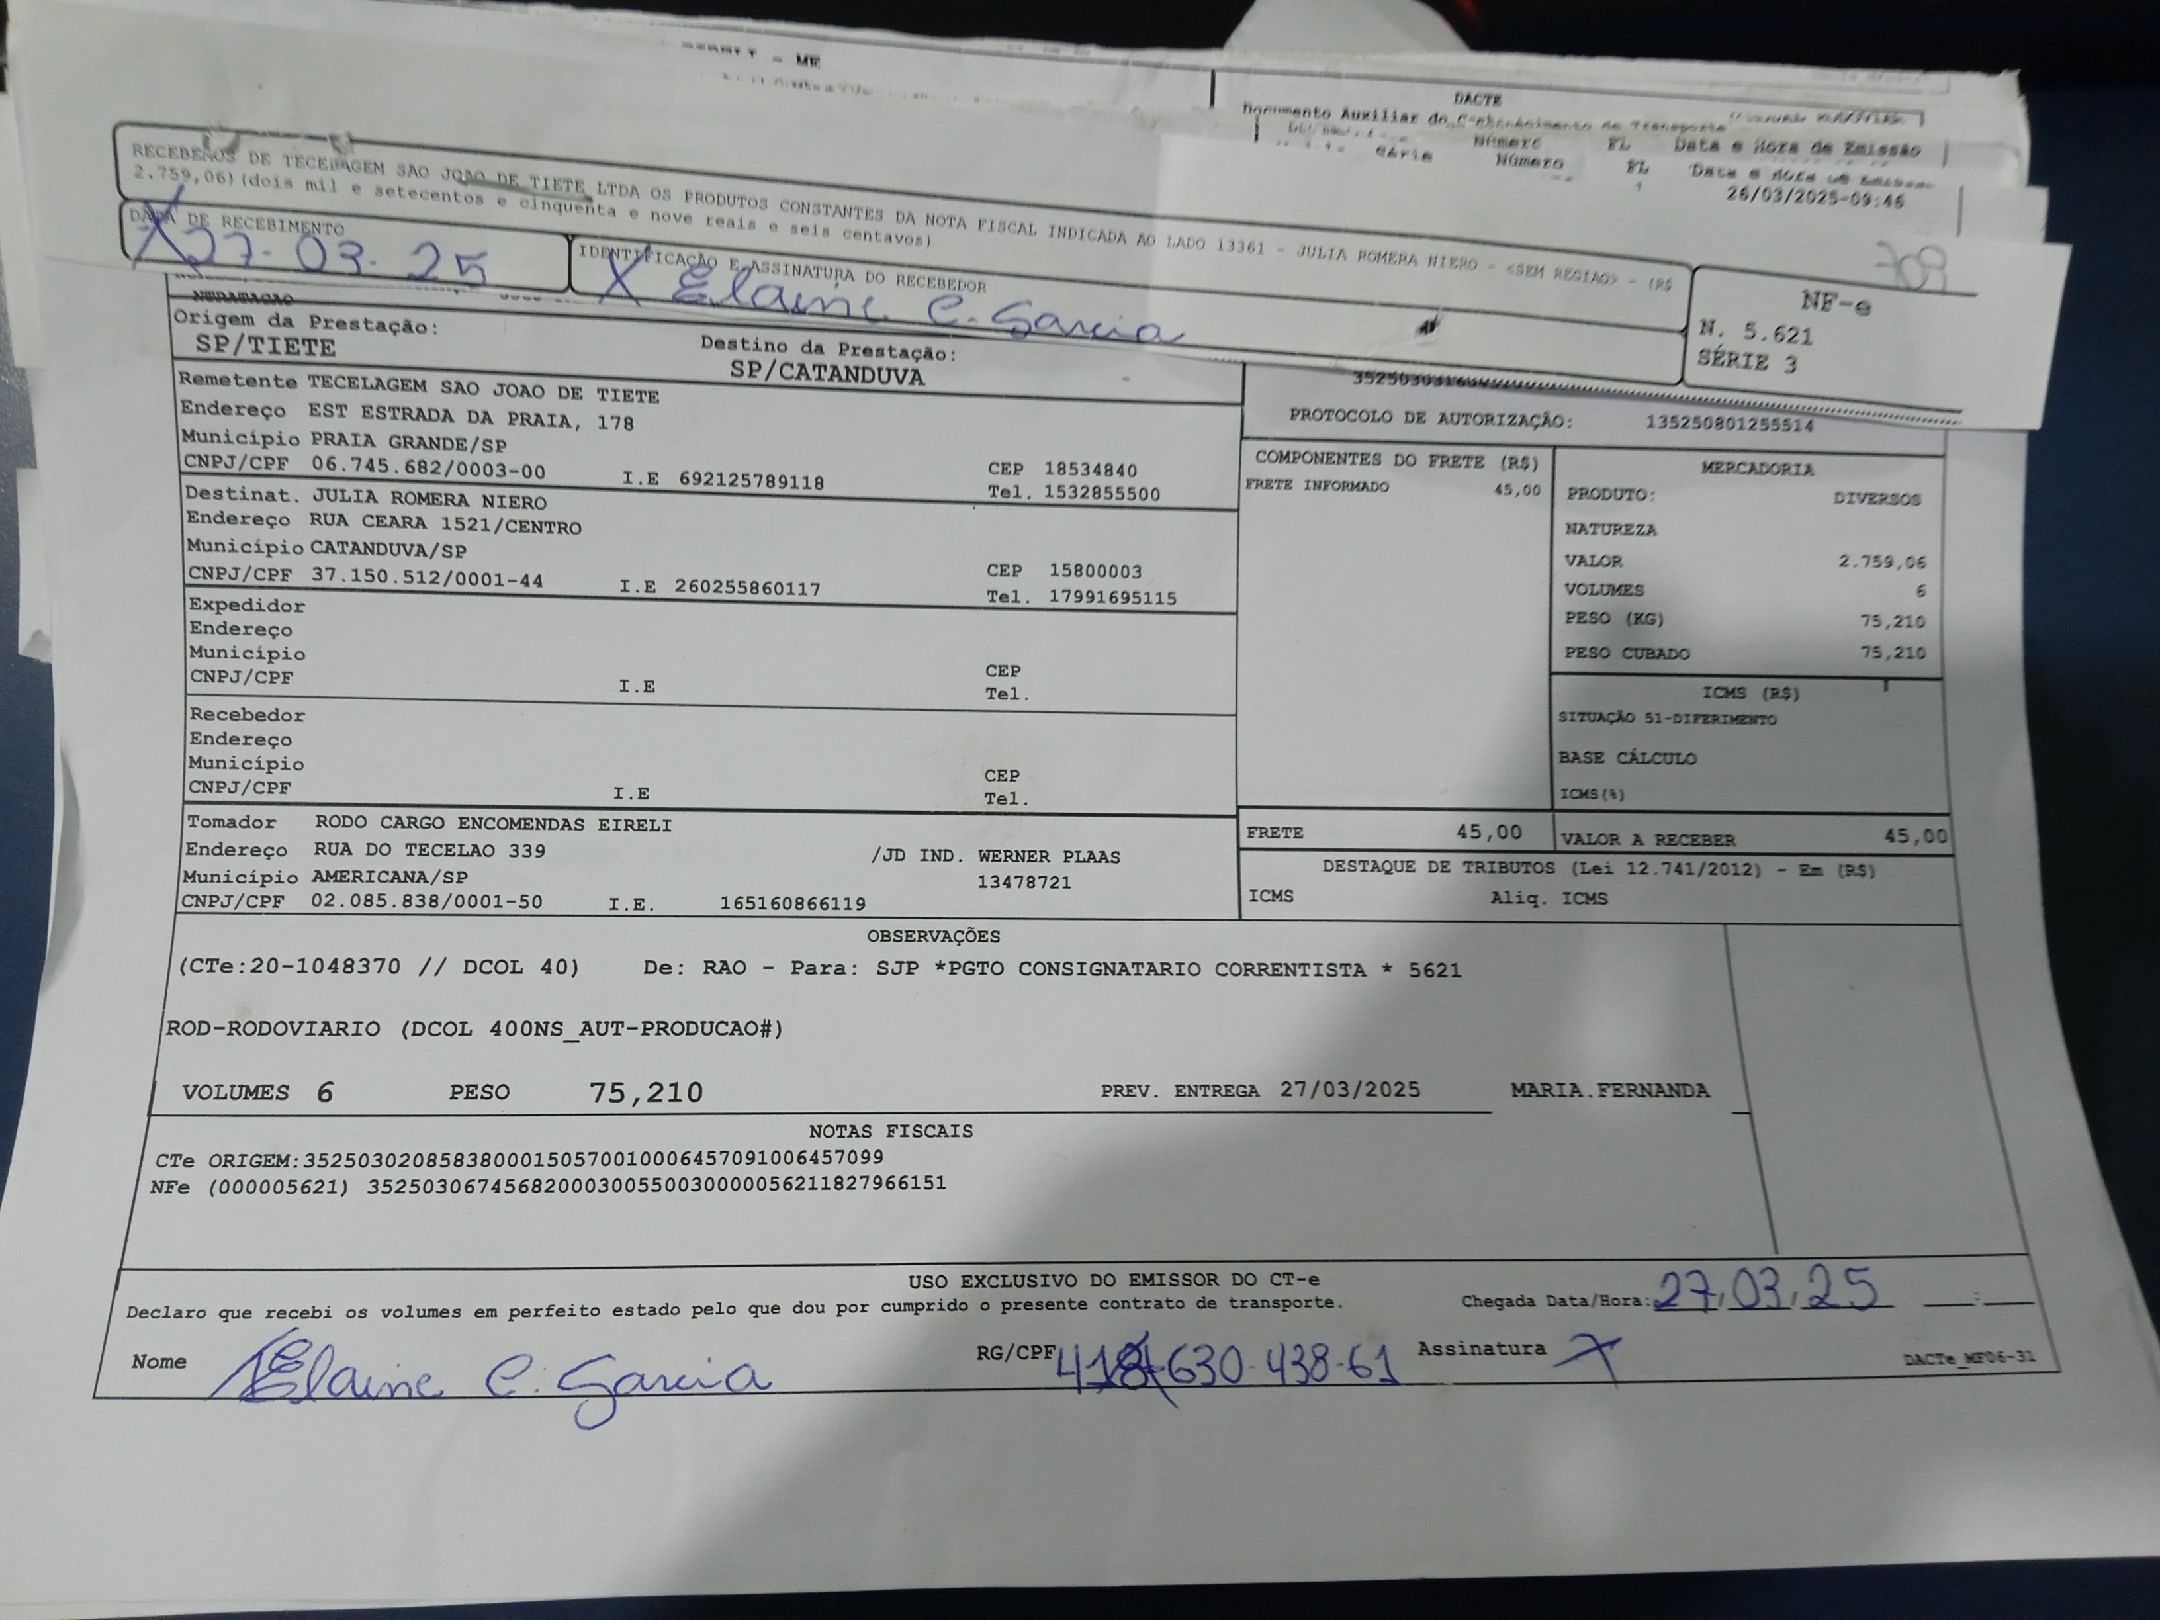 - ME
DACTE
Documento Auxiliar do Conhecimento de Transporte
Número FL Data e Hora de Emissão
Série Número FL Data e Hora de Emissão
1 26/03/2025-09:46
RECEBEMOS DE TECELAGEM SAO JOAO DE TIETE LTDA OS PRODUTOS CONSTANTES DA NOTA FISCAL INDICADA AO LADO 13361 - JULIA ROMERA NIERO - <SEM REGIAO> - (R$
2.759,06) (dois mil e setecentos e cinquenta e nove reais e seis centavos)
709
DATA DE RECEBIMENTO
X 27-03-25
IDENTIFICAÇÃO E ASSINATURA DO RECEBEDOR
X Elaine C. Garcia
NF-e
N. 5.621
SÉRIE 3
Origem da Prestação:
SP/TIETE
Destino da Prestação:
SP/CATANDUVA
PROTOCOLO DE AUTORIZAÇÃO: 135250801255514
Remetente TECELAGEM SAO JOAO DE TIETE
Endereço EST ESTRADA DA PRAIA, 178
Município PRAIA GRANDE/SP
CNPJ/CPF 06.745.682/0003-00 I.E 692125789118 CEP 18534840
Tel. 1532855500
Destinat. JULIA ROMERA NIERO
Endereço RUA CEARA 1521/CENTRO
Município CATANDUVA/SP
CNPJ/CPF 37.150.512/0001-44 I.E 260255860117 CEP 15800003
Tel. 17991695115
Expedidor
Endereço
Município
CNPJ/CPF I.E CEP
Tel.
Recebedor
Endereço
Município
CNPJ/CPF I.E CEP
Tel.
Tomador RODO CARGO ENCOMENDAS EIRELI
Endereço RUA DO TECELAO 339 /JD IND. WERNER PLAAS
Município AMERICANA/SP 13478721
CNPJ/CPF 02.085.838/0001-50 I.E. 165160866119
COMPONENTES DO FRETE (R$)
FRETE INFORMADO 45,00
MERCADORIA
PRODUTO: DIVERSOS
NATUREZA
VALOR 2.759,06
VOLUMES 6
PESO (KG) 75,210
PESO CUBADO 75,210
ICMS (R$)
SITUAÇÃO 51-DIFERIMENTO
BASE CÁLCULO
ICMS(%)
FRETE 45,00 VALOR A RECEBER 45,00
DESTAQUE DE TRIBUTOS (Lei 12.741/2012) - Em (R$)
ICMS Aliq. ICMS
OBSERVAÇÕES
(CTe:20-1048370 // DCOL 40) De: RAO - Para: SJP *PGTO CONSIGNATARIO CORRENTISTA * 5621
ROD-RODOVIARIO (DCOL 400NS_AUT-PRODUCAO#)
VOLUMES 6 PESO 75,210 PREV. ENTREGA 27/03/2025 MARIA.FERNANDA
NOTAS FISCAIS
CTe ORIGEM:35250302085838000150570010006457091006457099
NFe (000005621) 35250306745682000300550030000056211827966151
USO EXCLUSIVO DO EMISSOR DO CT-e
Declaro que recebi os volumes em perfeito estado pelo que dou por cumprido o presente contrato de transporte. Chegada Data/Hora: 27/03/25 __:__
Nome Elaine C. Garcia RG/CPF 418.630.438-61 Assinatura X DACTe_MF06-31